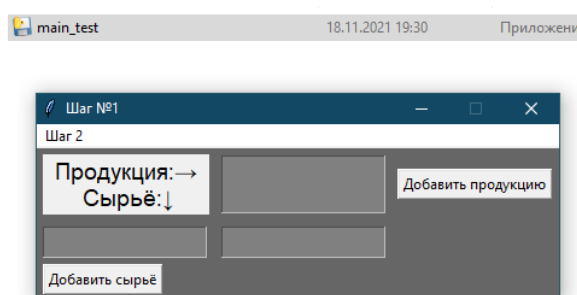 main_test 18.11.2021 19:30 Приложени
Шаг №1
Шаг 2
Продукция:→
Сырьё:↓
Добавить продукцию
Добавить сырьё